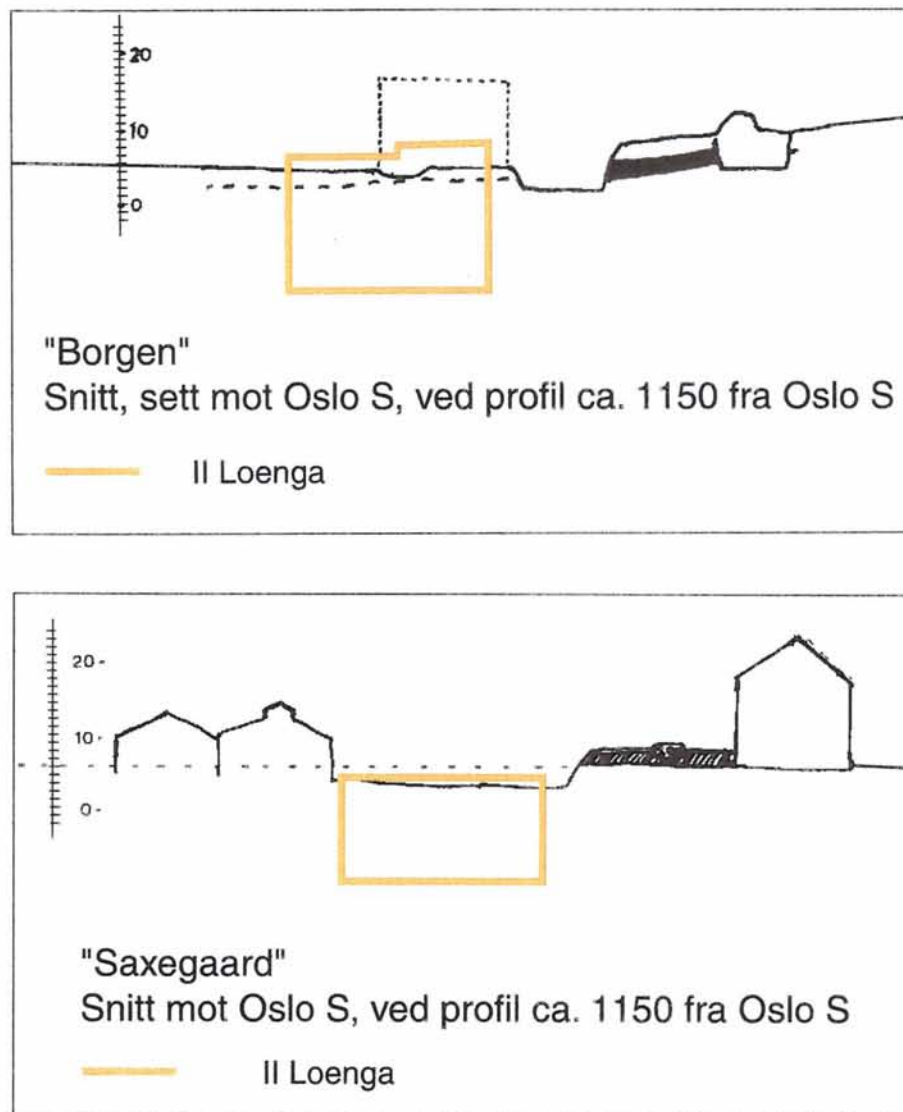 20
10
0
"Borgen"
Snitt, sett mot Oslo S, ved profil ca. 1150 fra Oslo S
II Loenga
20-
10-
0-
"Saxegaard"
Snitt mot Oslo S, ved profil ca. 1150 fra Oslo S
II Loenga